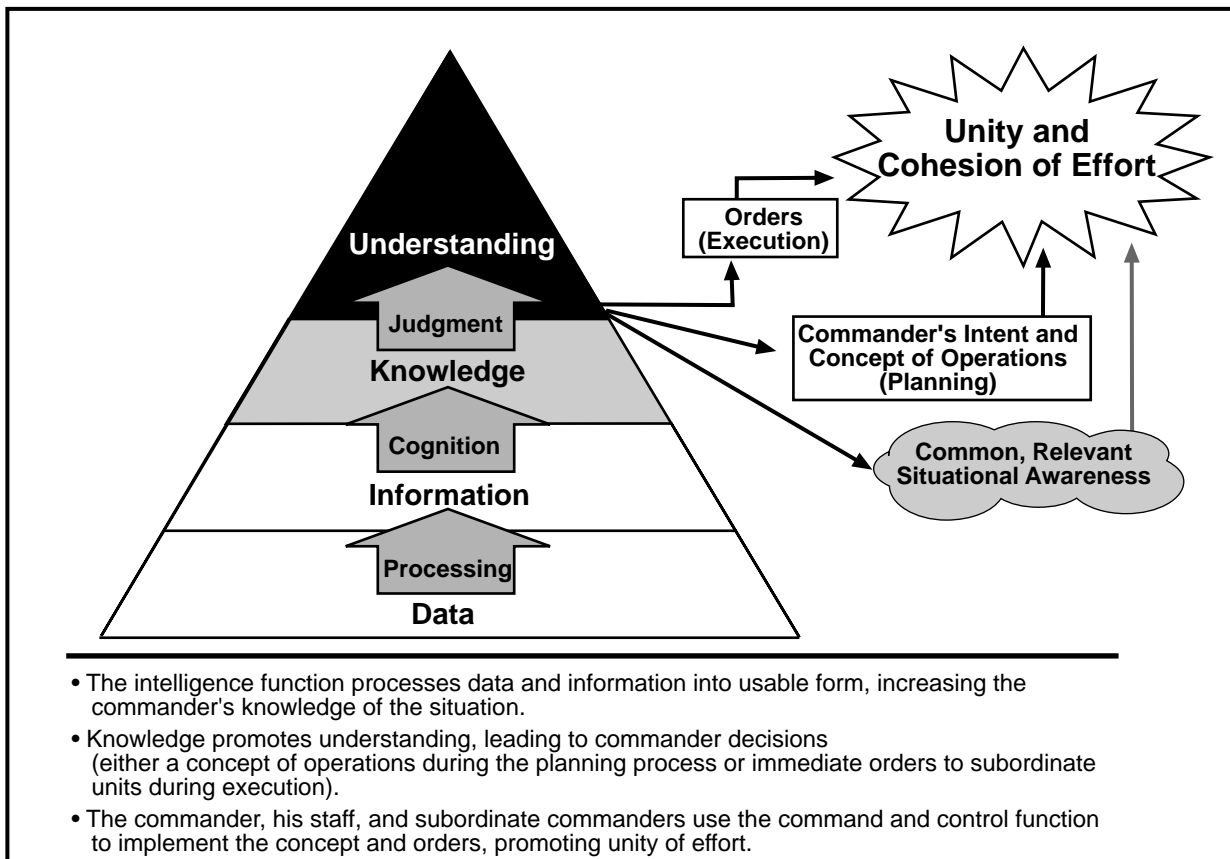 Unity and
Cohesion of Effort
Orders
(Execution)
Understanding
Judgment
Commander's Intent and
Concept of Operations
(Planning)
Knowledge
Cognition
Common, Relevant
Situational Awareness
Information
Processing
Data
• The intelligence function processes data and information into usable form, increasing the
commander's knowledge of the situation.
• Knowledge promotes understanding, leading to commander decisions
(either a concept of operations during the planning process or immediate orders to subordinate
units during execution).
• The commander, his staff, and subordinate commanders use the command and control function
to implement the concept and orders, promoting unity of effort.